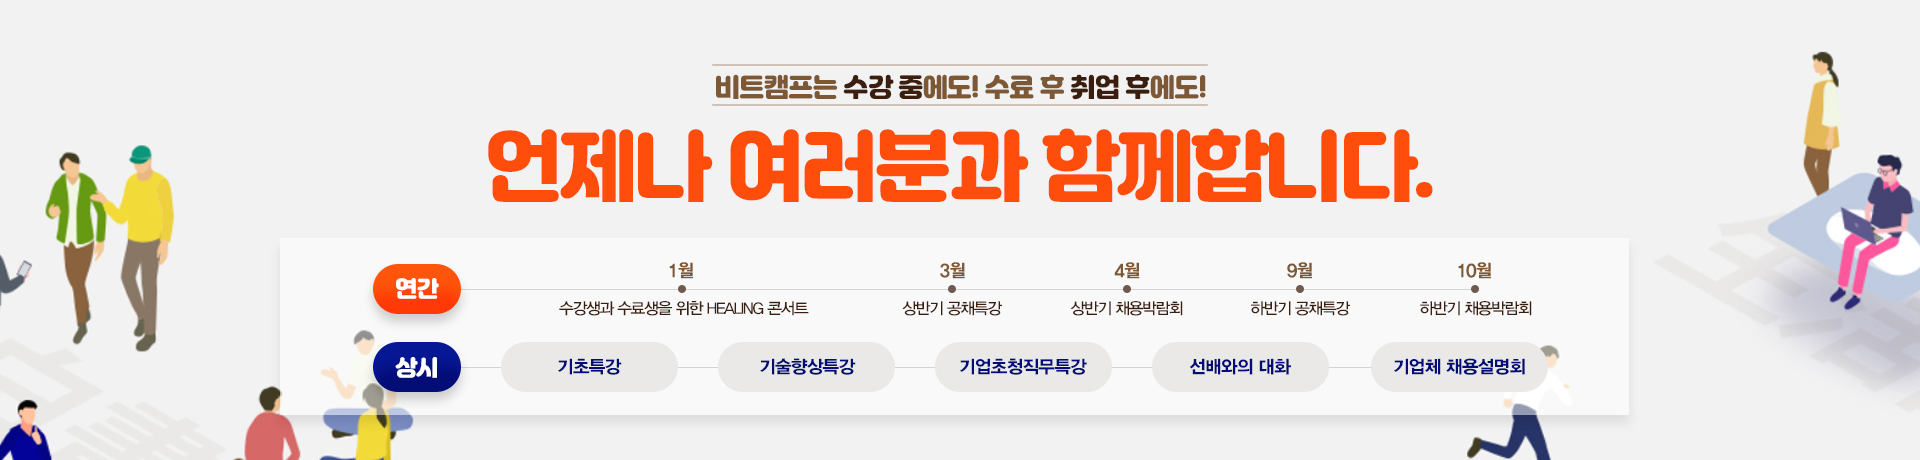 비트캠프는 수강 중에도! 수료 후 취업 후에도!
언제나 여러분과 함께합니다.
연간
1월
수강생과 수료생을 위한 HEALING 콘서트
3월
상반기 공채특강
4월
상반기 채용박람회
9월
하반기 공채특강
10월
하반기 채용박람회
상시
기초특강
기술향상특강
기업초청직무특강
선배와의 대화
기업체 채용설명회